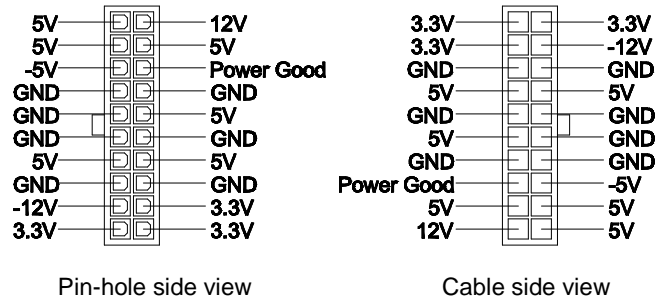 5V 12V 3.3V 3.3V
5V 5V 3.3V -12V
-5V Power Good GND GND
GND GND 5V 5V
GND 5V GND GND
GND GND 5V GND
5V 5V GND GND
GND GND Power Good -5V
-12V 3.3V 5V 5V
3.3V 3.3V 12V 5V
Pin-hole side view Cable side view